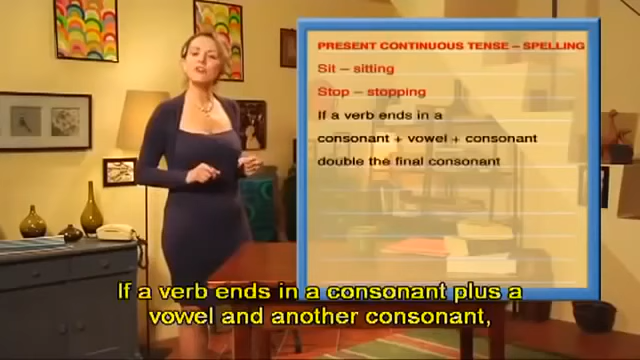 PRESENT CONTINUOUS TENSE – SPELLING
Sit – sitting
Stop – stopping
If a verb ends in a
consonant + vowel + consonant
double the final consonant
If a verb ends in a consonant plus a
vowel and another consonant,